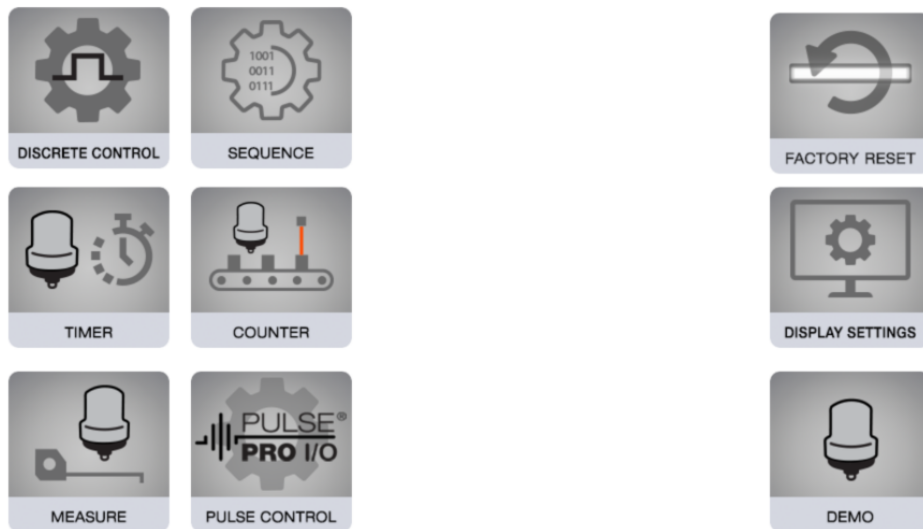 1001
0011
0111
DISCRETE CONTROL
SEQUENCE
FACTORY RESET
TIMER
COUNTER
DISPLAY SETTINGS
PULSE®
PRO I/O
MEASURE
PULSE CONTROL
DEMO